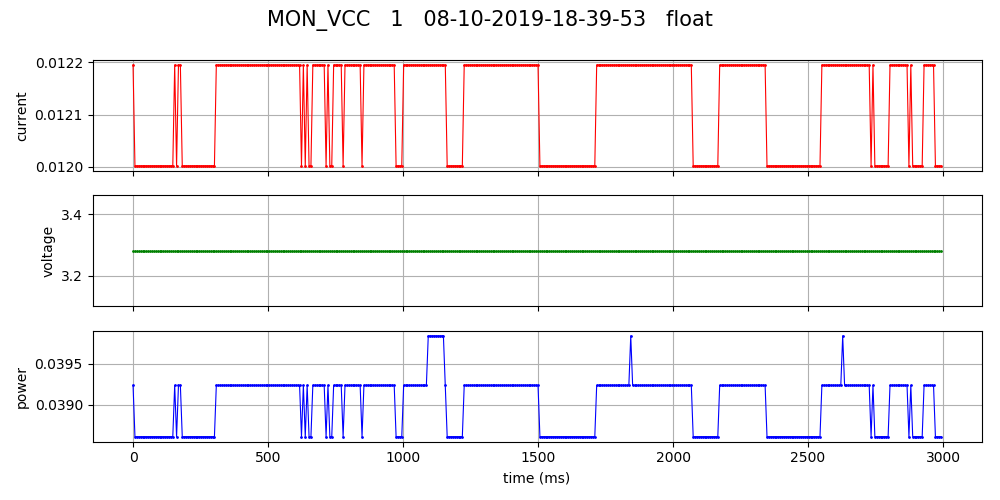 MON_VCC   1   08-10-2019-18-39-53   float
0.0122
0.0121
0.0120
current
3.4
3.2
voltage
0.0395
0.0390
power
0 500 1000 1500 2000 2500 3000
time (ms)